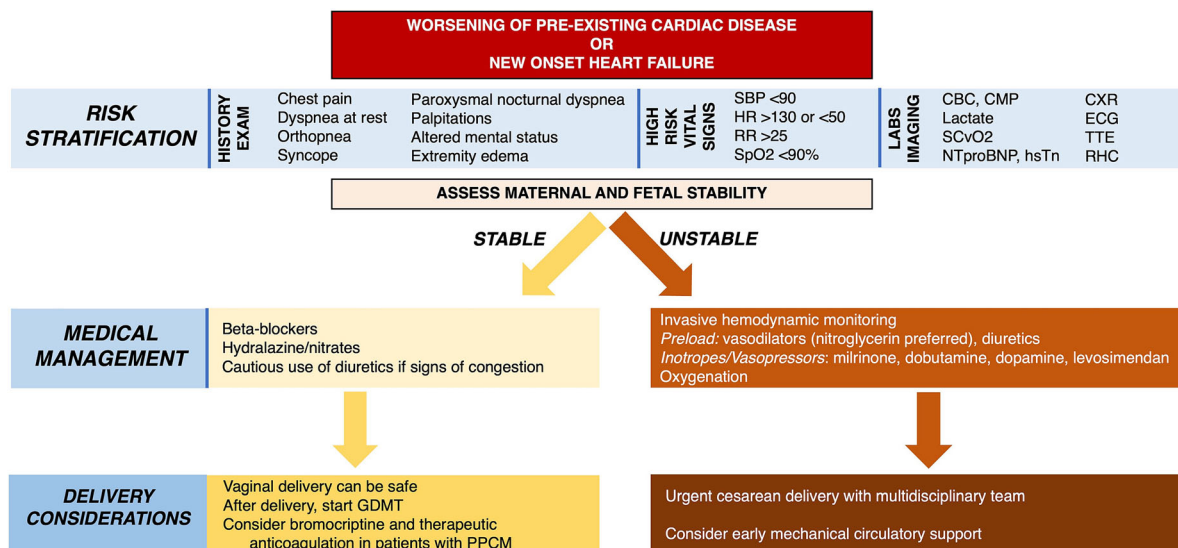 WORSENING OF PRE-EXISTING CARDIAC DISEASE
OR
NEW ONSET HEART FAILURE
RISK
STRATIFICATION
HISTORY
EXAM
Chest pain
Dyspnea at rest
Orthopnea
Syncope
Paroxysmal nocturnal dyspnea
Palpitations
Altered mental status
Extremity edema
HIGH
RISK
VITAL
SIGNS
SBP <90
HR >130 or <50
RR >25
SpO2 <90%
LABS
IMAGING
CBC, CMP
Lactate
SCvO2
NTproBNP, hsTn
CXR
ECG
TTE
RHC
ASSESS MATERNAL AND FETAL STABILITY
STABLE
UNSTABLE
MEDICAL
MANAGEMENT
Beta-blockers
Hydralazine/nitrates
Cautious use of diuretics if signs of congestion
Invasive hemodynamic monitoring
Preload: vasodilators (nitroglycerin preferred), diuretics
Inotropes/Vasopressors: milrinone, dobutamine, dopamine, levosimendan
Oxygenation
DELIVERY
CONSIDERATIONS
Vaginal delivery can be safe
After delivery, start GDMT
Consider bromocriptine and therapeutic
anticoagulation in patients with PPCM
Urgent cesarean delivery with multidisciplinary team
Consider early mechanical circulatory support